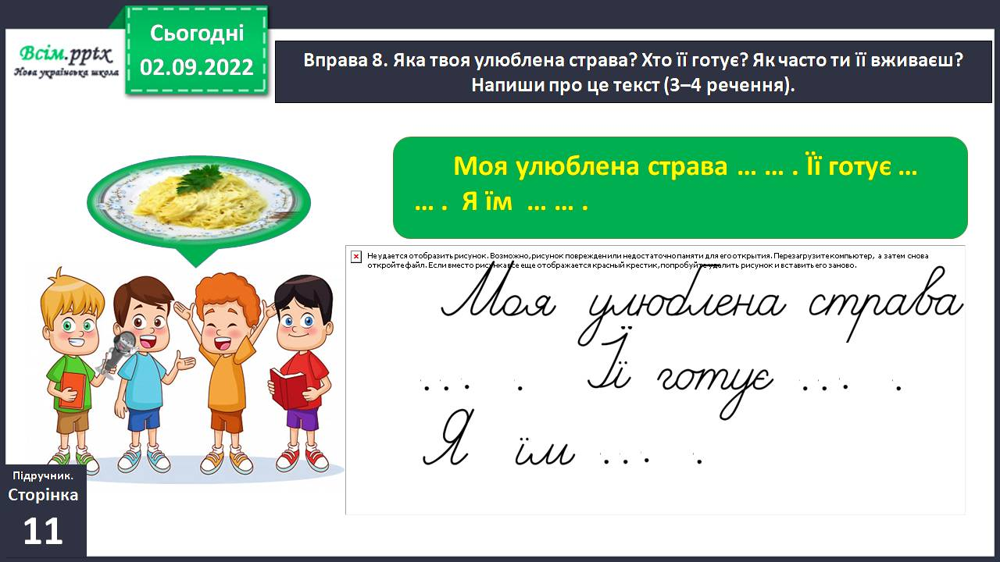 Всім.pptx
Нова українська школа
Сьогодні
02.09.2022
Вправа 8. Яка твоя улюблена страва? Хто її готує? Як часто ти її вживаєш?
Напиши про це текст (3–4 речення).
Моя улюблена страва … … . Її готує …
… . Я їм … … .
Не удается отобразить рисунок. Возможно, рисунок поврежден или недостаточно памяти для его открытия. Перезагрузите компьютер, а затем снова
откройте файл. Если вместо рисунка все еще отображается красный крестик, попробуйте удалить рисунок и вставить его заново.
Моя улюблена страва
... . Її готує ... .
Я їм ... .
Підручник.
Сторінка
11